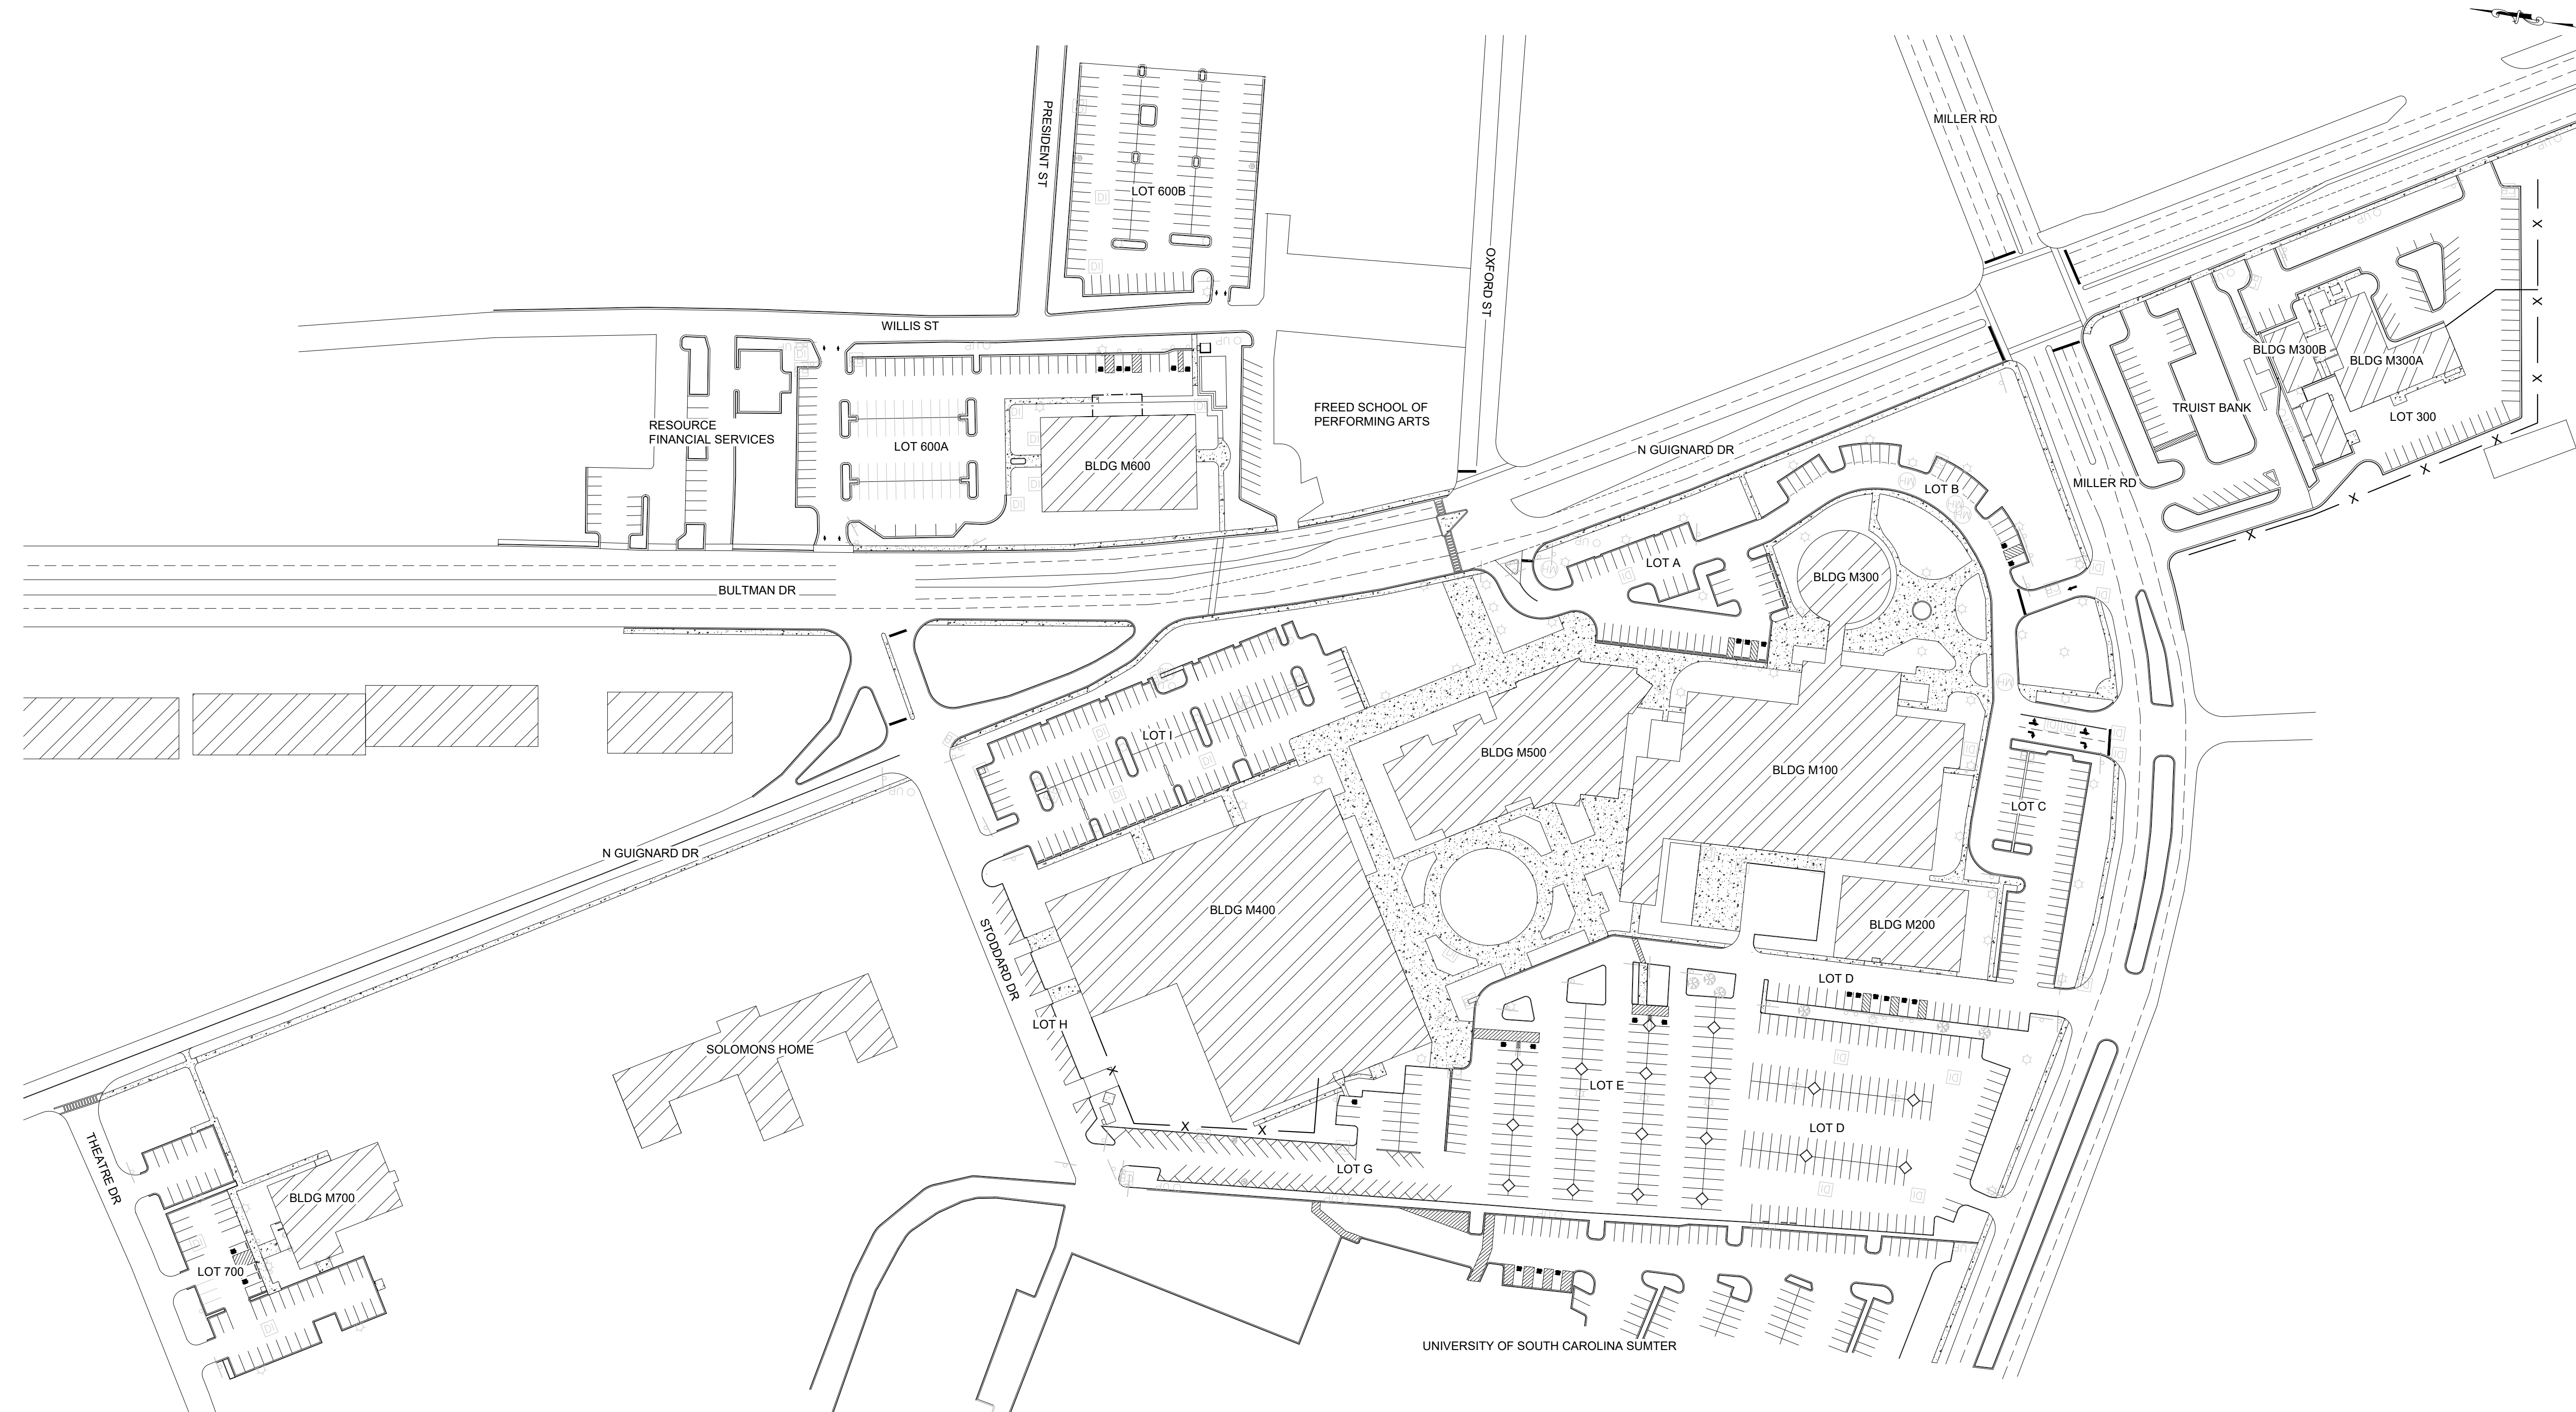 MILLER RD
PRESIDENT ST
LOT 600B
OXFORD ST
WILLIS ST
BLDG M300B
BLDG M300A
TRUIST BANK
LOT 300
FREED SCHOOL OF
PERFORMING ARTS
RESOURCE
FINANCIAL SERVICES
LOT 600A
BLDG M600
N GUIGNARD DR
MILLER RD
LOT B
LOT A
BLDG M300
BULTMAN DR
LOT I
BLDG M500
BLDG M100
LOT C
N GUIGNARD DR
BLDG M400
BLDG M200
STODDARD DR
LOT D
LOT H
SOLOMONS HOME
LOT E
LOT D
LOT G
THEATRE DR
BLDG M700
LOT 700
UNIVERSITY OF SOUTH CAROLINA SUMTER